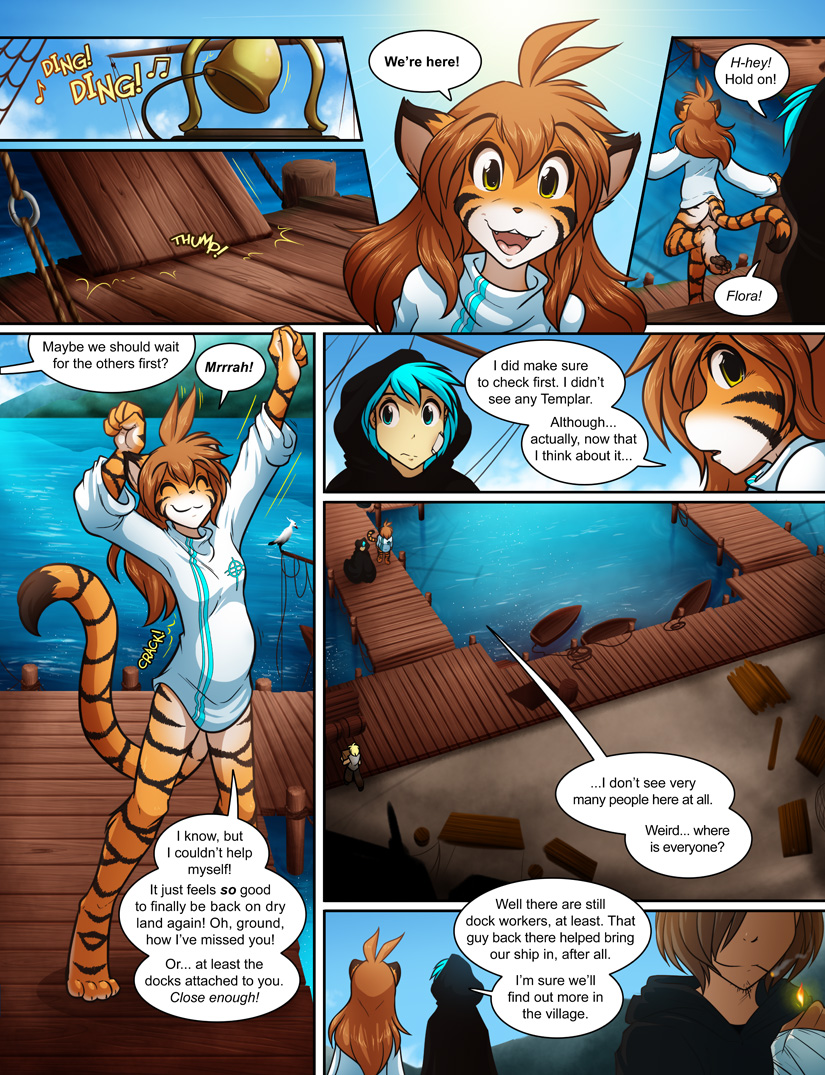 DING!
DING!
We're here!
H-hey!
Hold on!
THUMP!
Flora!
Maybe we should wait
for the others first?
Mrrrah!
CRACK!
I know, but
I couldn't help
myself!
It just feels so good
to finally be back on dry
land again! Oh, ground,
how I've missed you!
Or... at least the
docks attached to you.
Close enough!
I did make sure
to check first. I didn't
see any Templar.
Although...
actually, now that
I think about it...
...I don't see very
many people here at all.
Weird... where
is everyone?
Well there are still
dock workers, at least. That
guy back there helped bring
our ship in, after all.
I'm sure we'll
find out more in
the village.